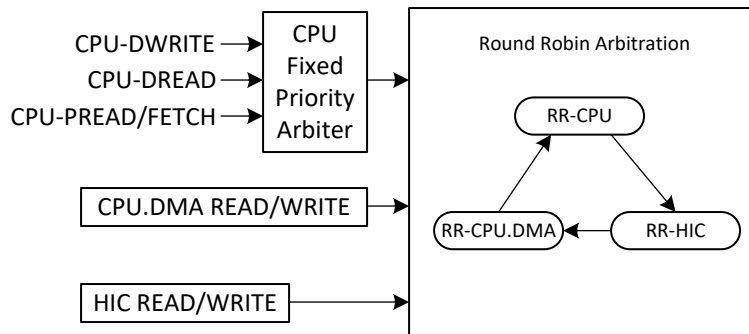 CPU-DWRITE
CPU-DREAD
CPU-PREAD/FETCH
CPU
Fixed
Priority
Arbiter
CPU.DMA READ/WRITE
HIC READ/WRITE
Round Robin Arbitration
RR-CPU
RR-CPU.DMA
RR-HIC